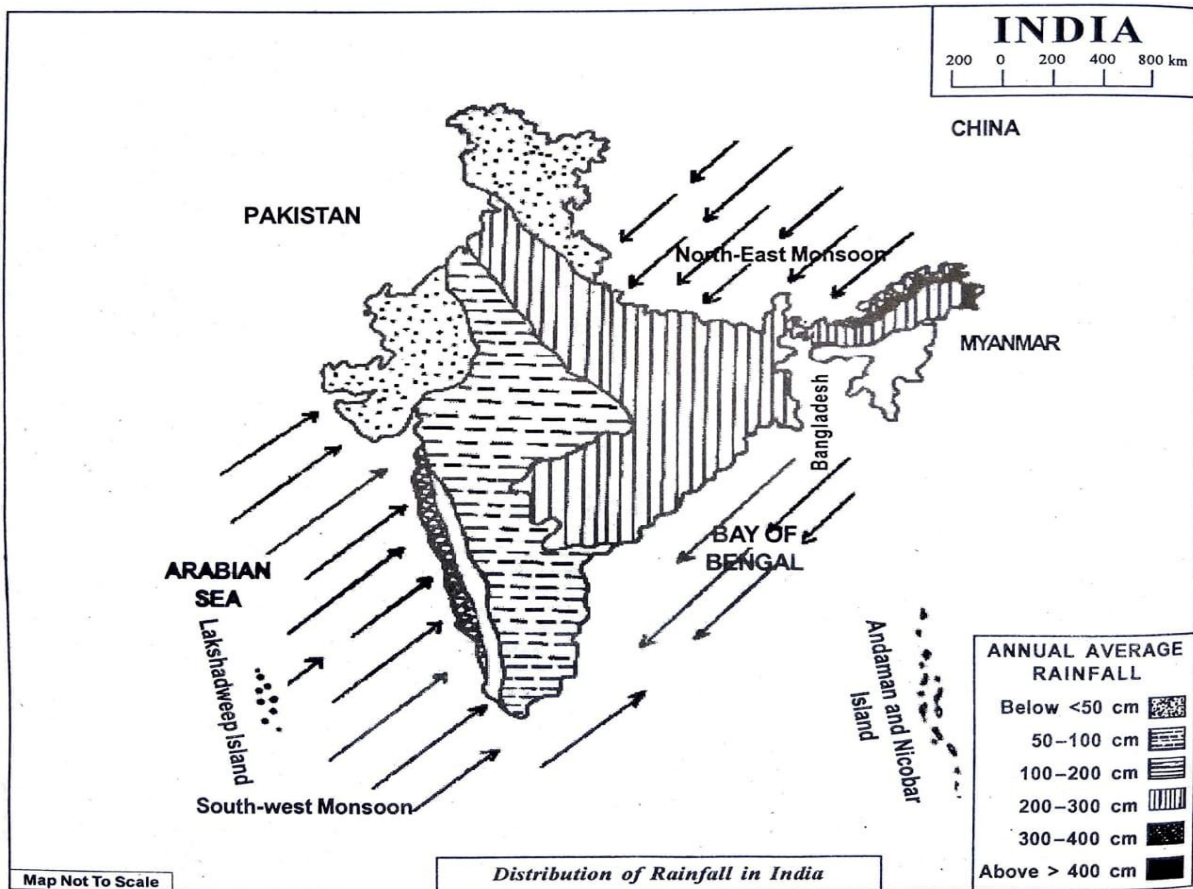 INDIA
200 0 200 400 800 km
CHINA
PAKISTAN
North-East Monsoon
MYANMAR
Bangladesh
BAY OF
BENGAL
ARABIAN
SEA
Lakshadweep Island
Andaman and Nicobar
Island
South-west Monsoon
ANNUAL AVERAGE
RAINFALL
Below <50 cm
50–100 cm
100–200 cm
200–300 cm
300–400 cm
Above > 400 cm
Map Not To Scale
Distribution of Rainfall in India